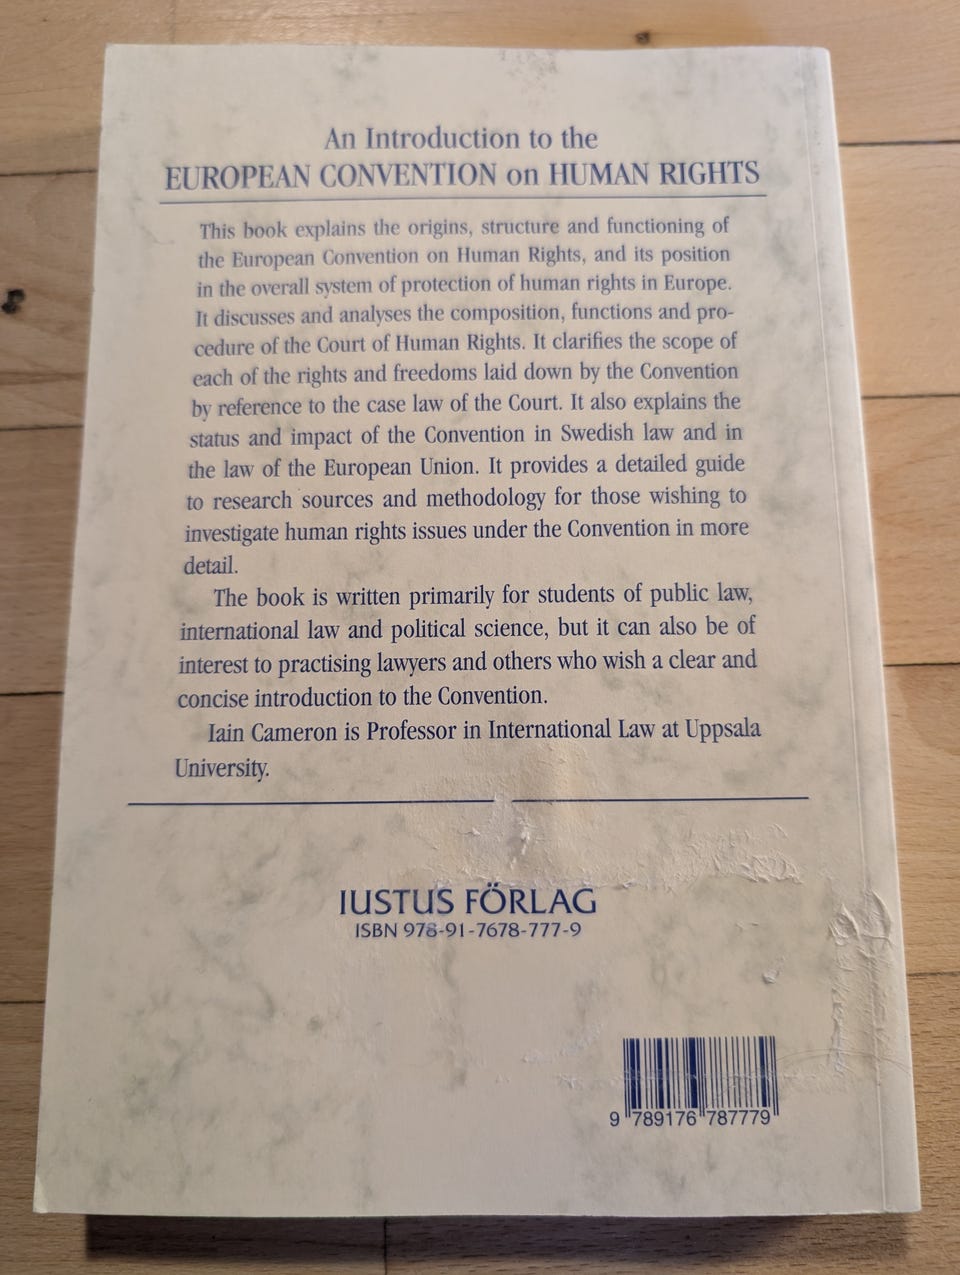 An Introduction to the
EUROPEAN CONVENTION on HUMAN RIGHTS
This book explains the origins, structure and functioning of
the European Convention on Human Rights, and its position
in the overall system of protection of human rights in Europe.
It discusses and analyses the composition, functions and pro-
cedure of the Court of Human Rights. It clarifies the scope of
each of the rights and freedoms laid down by the Convention
by reference to the case law of the Court. It also explains the
status and impact of the Convention in Swedish law and in
the law of the European Union. It provides a detailed guide
to research sources and methodology for those wishing to
investigate human rights issues under the Convention in more
detail.
The book is written primarily for students of public law,
international law and political science, but it can also be of
interest to practising lawyers and others who wish a clear and
concise introduction to the Convention.
Iain Cameron is Professor in International Law at Uppsala
University.
IUSTUS FÖRLAG
ISBN 978-91-7678-777-9
9 789176 787779